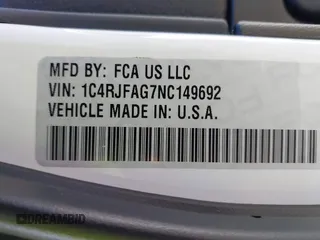 MFD BY: FCA US LLC
VIN: 1C4RJFAG7NC149692
VEHICLE MADE IN: U.S.A.
DREAMBID